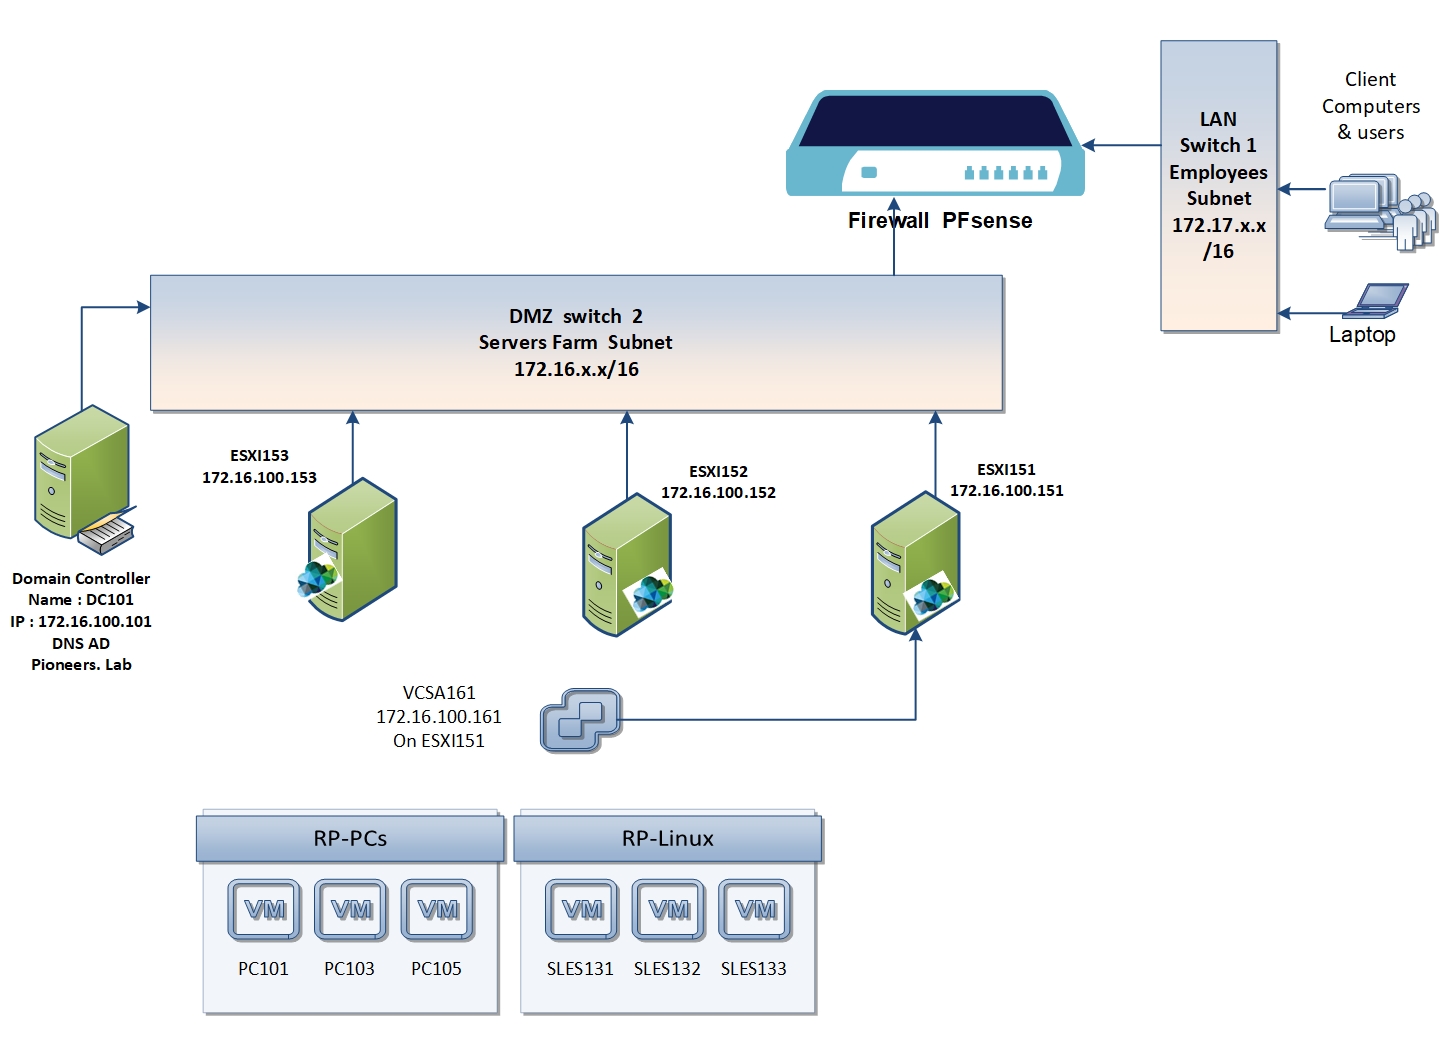 Client
Computers
& users
LAN
Switch 1
Employees
Subnet
172.17.x.x
/16
Firewall PFsense
Laptop
DMZ switch 2
Servers Farm Subnet
172.16.x.x/16
ESXI153
172.16.100.153
ESXI152
172.16.100.152
ESXI151
172.16.100.151
Domain Controller
Name : DC101
IP : 172.16.100.101
DNS AD
Pioneers. Lab
VCSA161
172.16.100.161
On ESXI151
RP-PCs
VM VM VM
PC101 PC103 PC105
RP-Linux
VM VM VM
SLES131 SLES132 SLES133